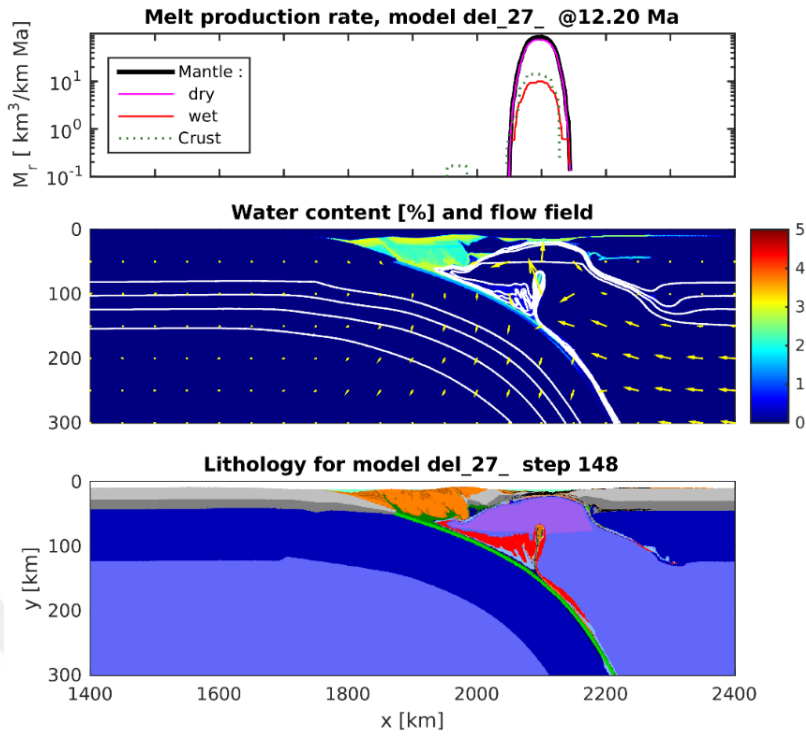 Melt production rate, model del_27_ @12.20 Ma
M_r [ km^3/km Ma]
10^1
10^0
10^-1
Mantle :
dry
wet
Crust
Water content [%] and flow field
0
100
200
300
5
4
3
2
1
0
Lithology for model del_27_ step 148
y [km]
0
100
200
300
1400 1600 1800 2000 2200 2400
x [km]